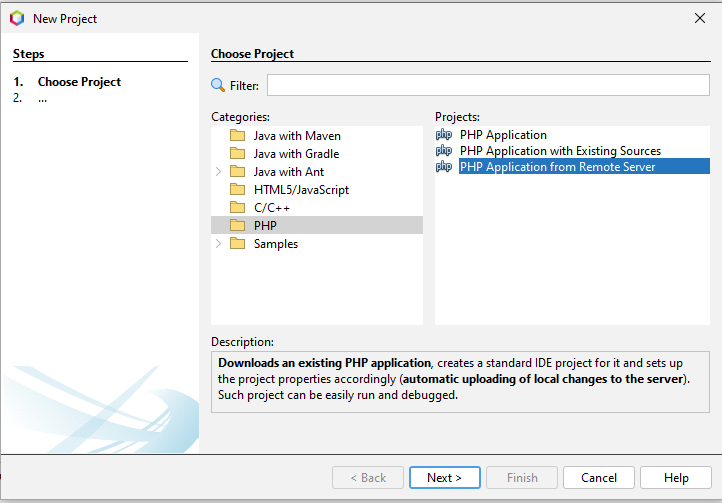 New Project
Steps
1. Choose Project
2. ...
Choose Project
Filter:
Categories:
Java with Maven
Java with Gradle
Java with Ant
HTML5/JavaScript
C/C++
PHP
Samples
Projects:
php PHP Application
php PHP Application with Existing Sources
php PHP Application from Remote Server
Description:
Downloads an existing PHP application, creates a standard IDE project for it and sets up
the project properties accordingly (automatic uploading of local changes to the server).
Such project can be easily run and debugged.
< Back
Next >
Finish
Cancel
Help